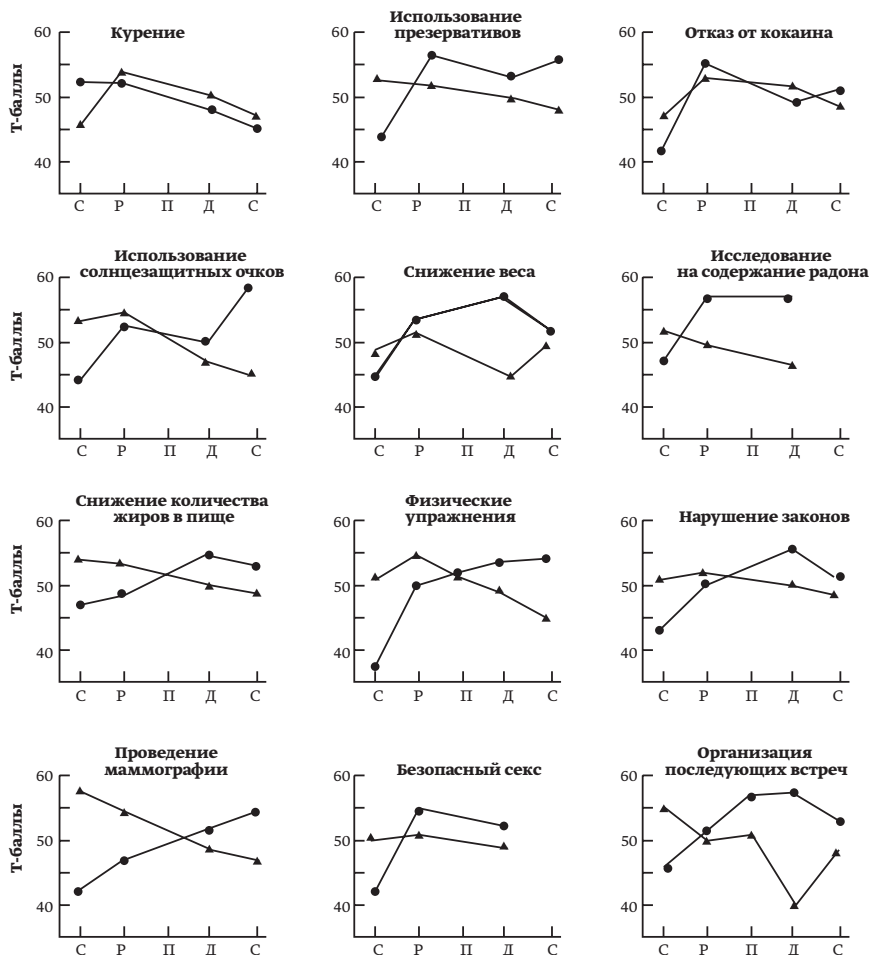 Курение
60
50
40
Т-баллы
С Р П Д С
Использование
презервативов
60
50
40
С Р П Д С
Отказ от кокаина
60
50
40
С Р П Д С
Использование
солнцезащитных очков
60
50
40
Т-баллы
С Р П Д С
Снижение веса
60
50
40
С Р П Д С
Исследование
на содержание радона
60
50
40
С Р П Д С
Снижение количества
жиров в пище
60
50
40
Т-баллы
С Р П Д С
Физические
упражнения
60
50
40
С Р П Д С
Нарушение законов
60
50
40
С Р П Д С
Проведение
маммографии
60
50
40
Т-баллы
С Р П Д С
Безопасный секс
60
50
40
С Р П Д С
Организация
последующих встреч
60
50
40
С Р П Д С